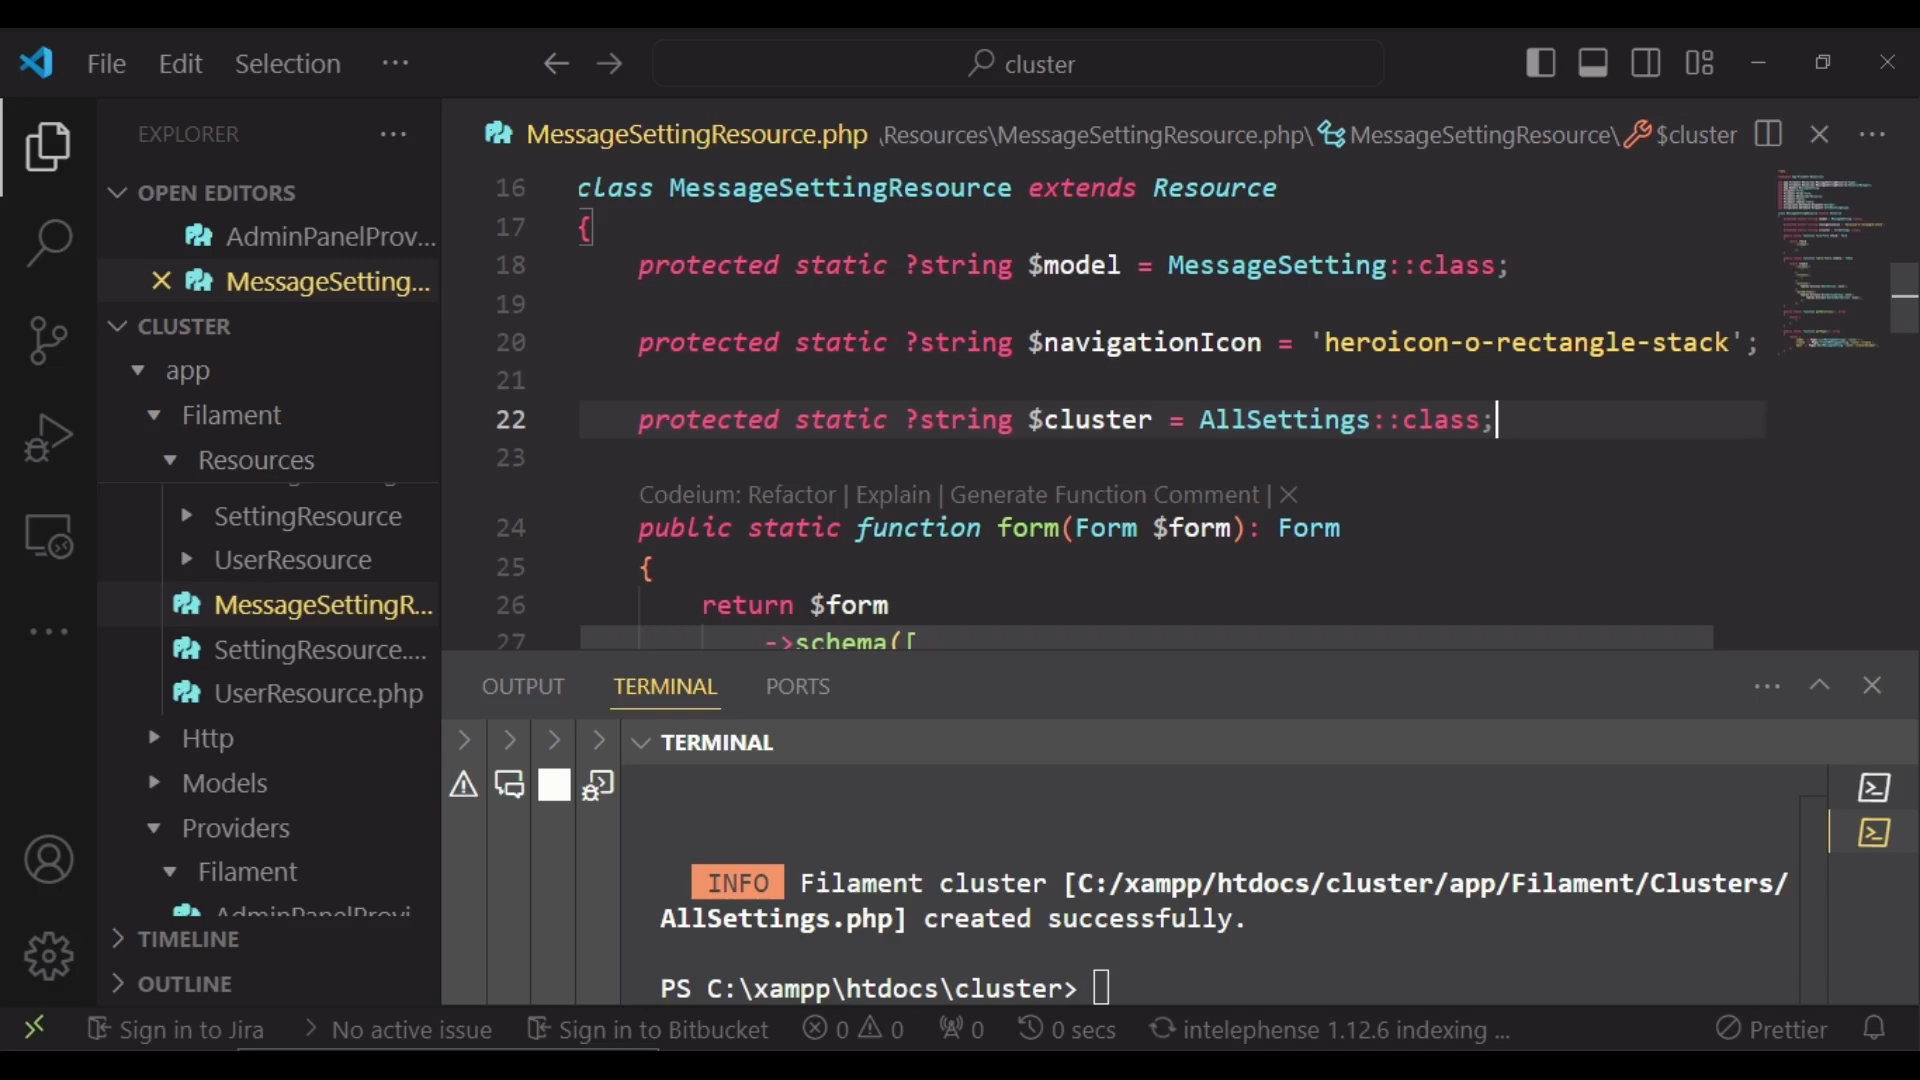 File Edit Selection ···
cluster
EXPLORER ···
OPEN EDITORS
AdminPanelProv...
MessageSetting...
CLUSTER
app
Filament
Resources
SettingResource
UserResource
MessageSettingR...
SettingResource....
UserResource.php
Http
Models
Providers
Filament
AdminPanelProvi
TIMELINE
OUTLINE
MessageSettingResource.php \Resources\MessageSettingResource.php\ MessageSettingResource\ $cluster
16 class MessageSettingResource extends Resource
17 {
18 protected static ?string $model = MessageSetting::class;
19
20 protected static ?string $navigationIcon = 'heroicon-o-rectangle-stack';
21
22 protected static ?string $cluster = AllSettings::class;
23
Codeium: Refactor | Explain | Generate Function Comment | ×
24 public static function form(Form $form): Form
25 {
26 return $form
27 ->schema([
OUTPUT TERMINAL PORTS
TERMINAL
INFO Filament cluster [C:/xampp/htdocs/cluster/app/Filament/Clusters/
AllSettings.php] created successfully.
PS C:\xampp\htdocs\cluster>
Sign in to Jira No active issue Sign in to Bitbucket 0 0 0 0 secs intelephense 1.12.6 indexing ... Prettier